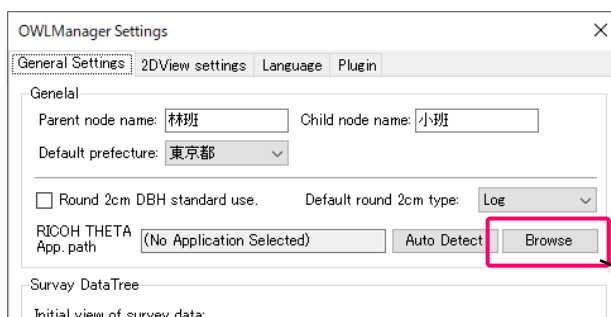 OWLManager Settings
General Settings 2DView settings Language Plugin
Genelal
Parent node name: 林班 Child node name: 小班
Default prefecture: 東京都
Round 2cm DBH standard use. Default round 2cm type: Log
RICOH THETA
App. path
(No Application Selected) Auto Detect Browse
Survay DataTree
Initial view of survey data: